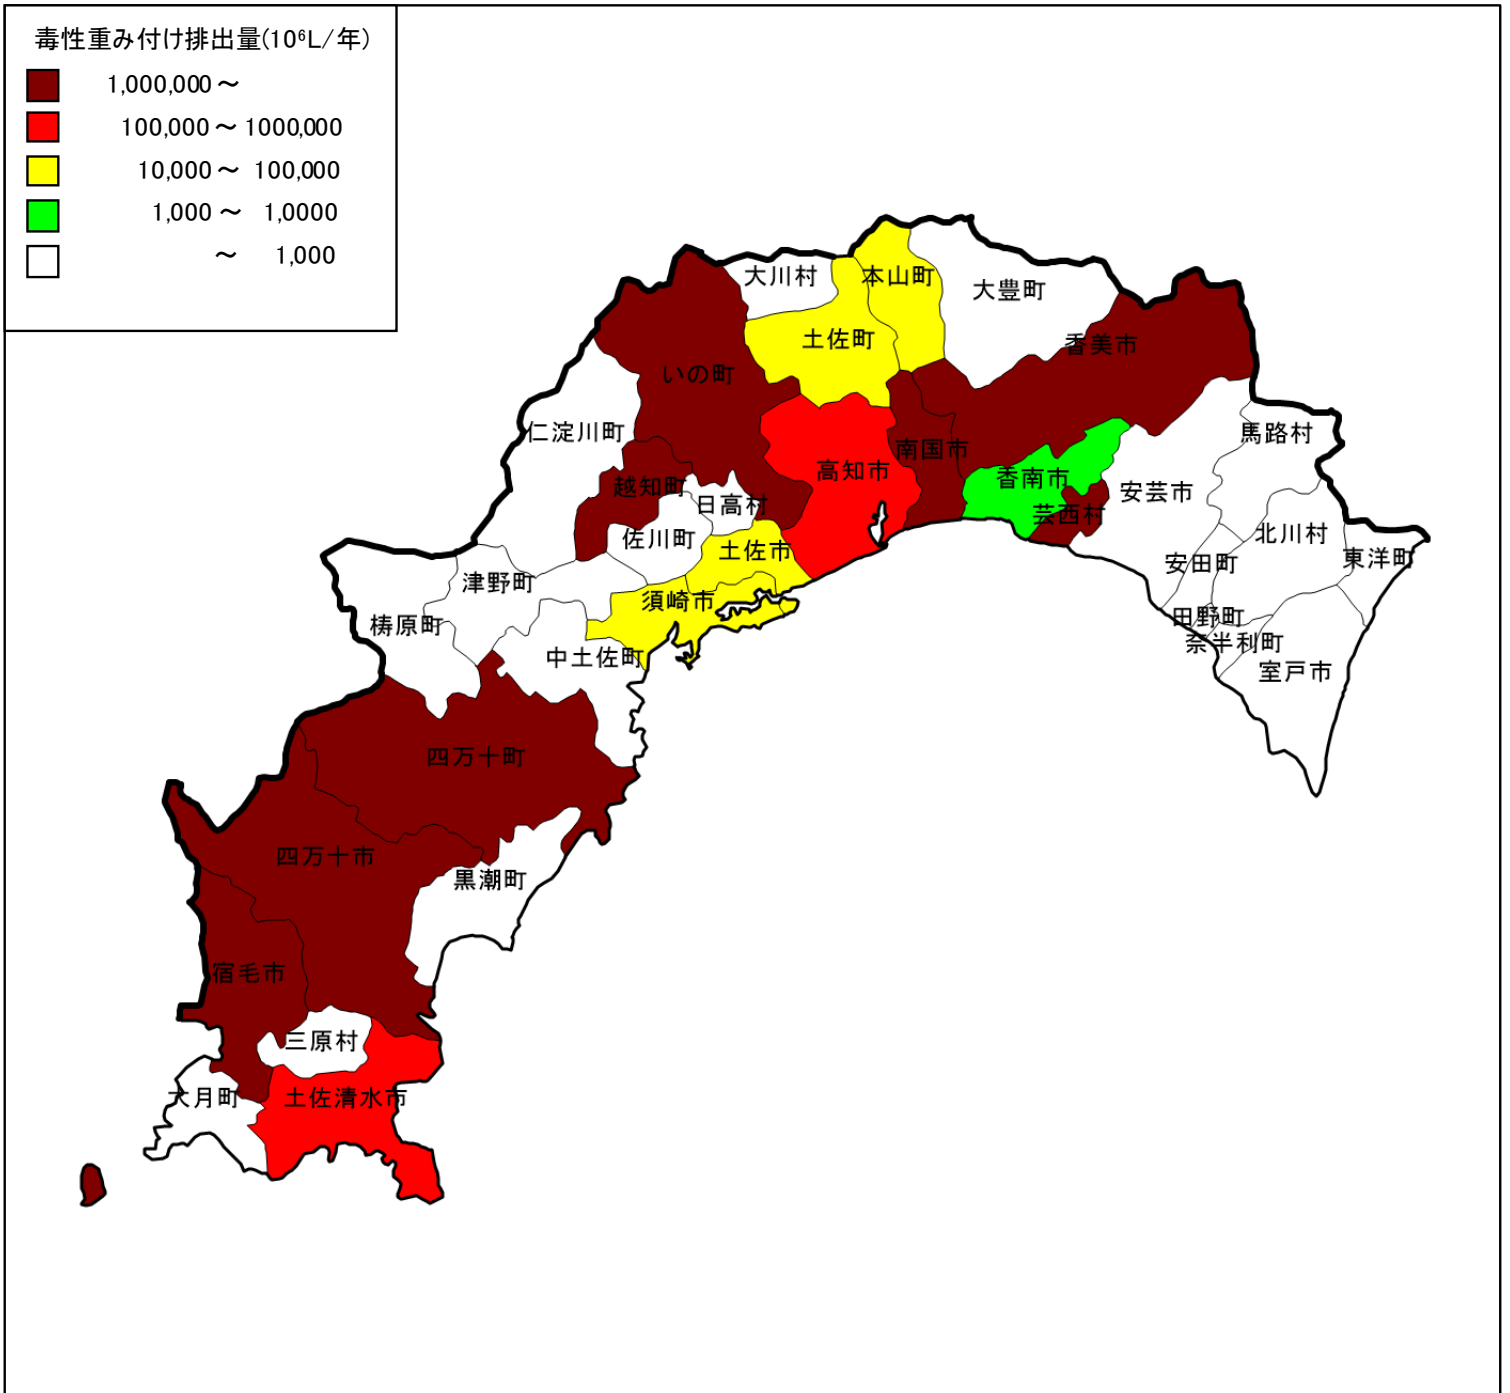 毒性重み付け排出量(10⁶L/年)
1,000,000～
100,000～1000,000
10,000～ 100,000
1,000～ 1,0000
～ 1,000
大川村
本山町
大豊町
土佐町
香美市
いの町
仁淀川町
馬路村
南国市
高知市
香南市
越知町
安芸市
日高村
芸西村
佐川町
北川村
土佐市
東洋町
安田町
津野町
須崎市
田野町
梼原町
奈半利町
中土佐町
室戸市
四万十町
四万十市
黒潮町
宿毛市
三原村
大月町
土佐清水市